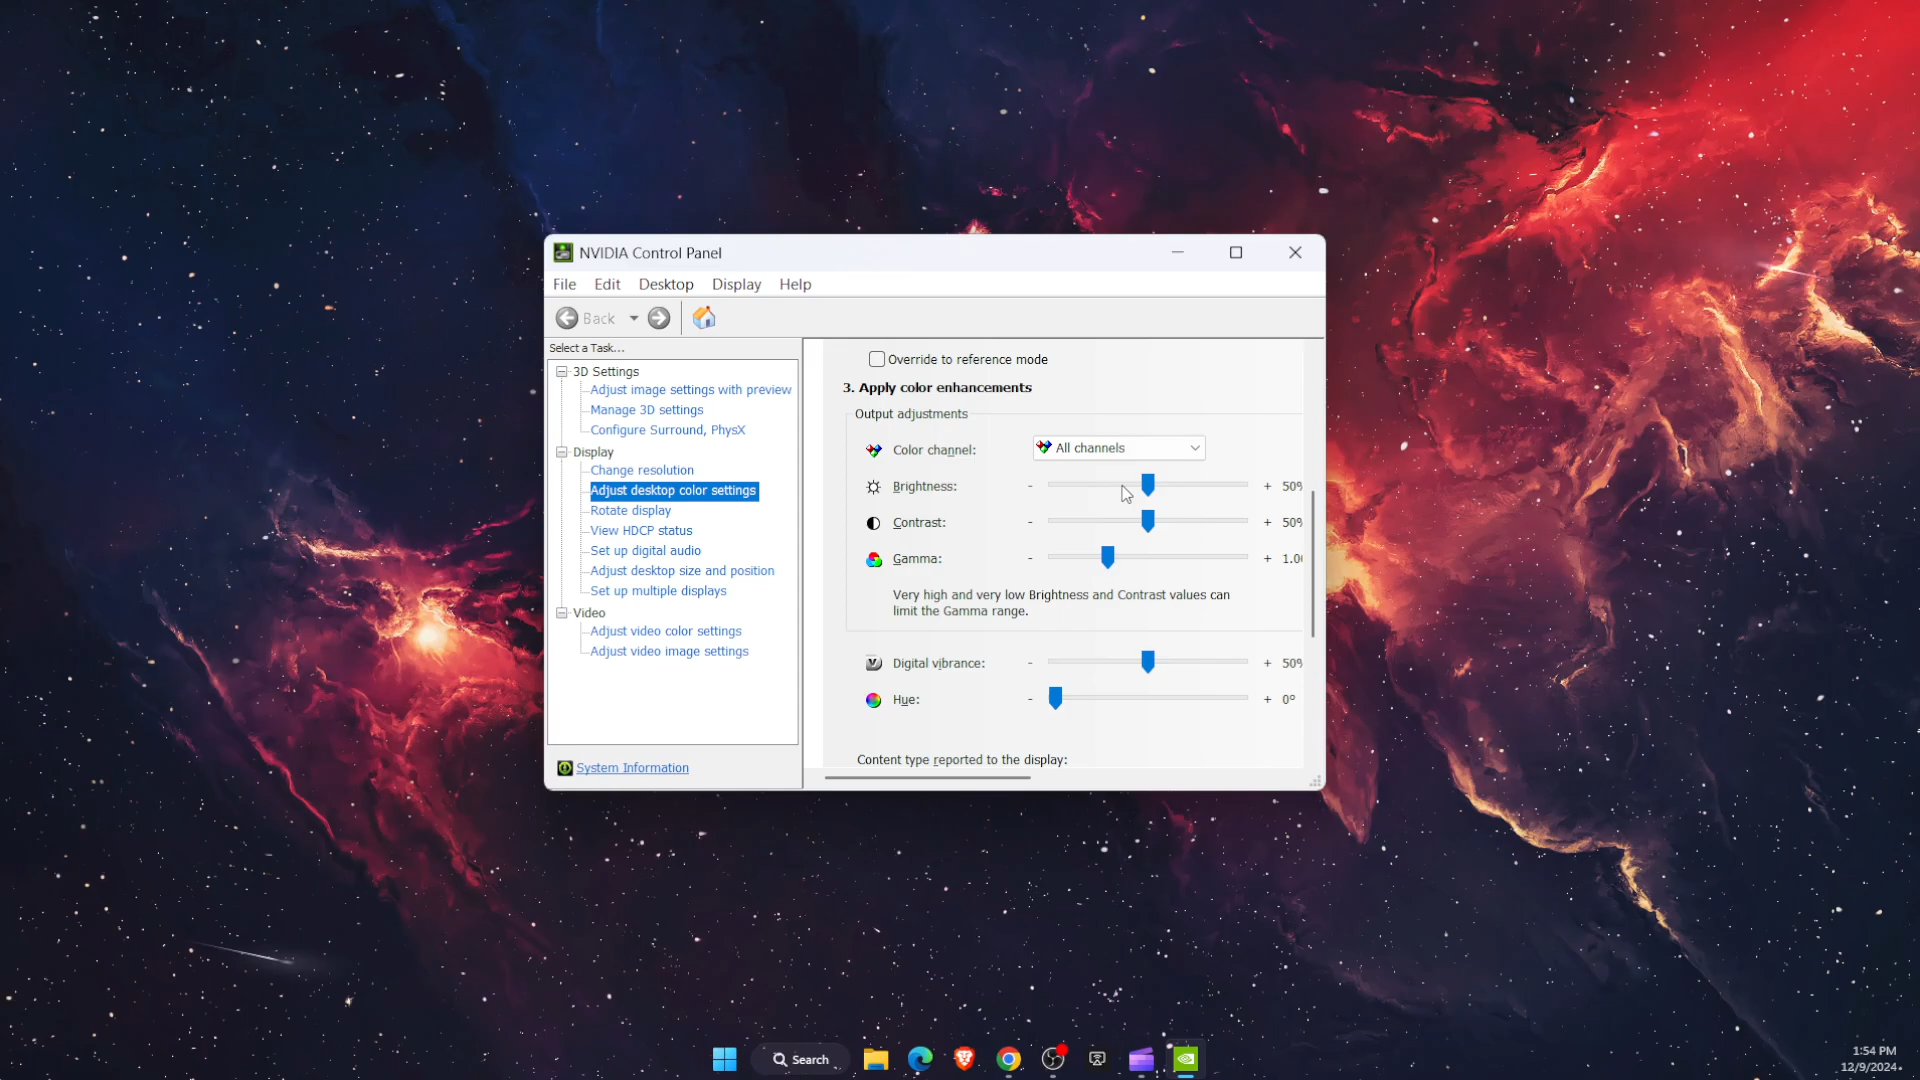 NVIDIA Control Panel
File Edit Desktop Display Help
Back
Select a Task...
3D Settings
Adjust image settings with preview
Manage 3D settings
Configure Surround, PhysX
Display
Change resolution
Adjust desktop color settings
Rotate display
View HDCP status
Set up digital audio
Adjust desktop size and position
Set up multiple displays
Video
Adjust video color settings
Adjust video image settings
System Information
Override to reference mode
3. Apply color enhancements
Output adjustments
Color channel: All channels
Brightness: - + 50%
Contrast: - + 50%
Gamma: - + 1.00
Very high and very low Brightness and Contrast values can
limit the Gamma range.
Digital vibrance: - + 50%
Hue: - + 0°
Content type reported to the display:
Search
1:54 PM
12/9/2024